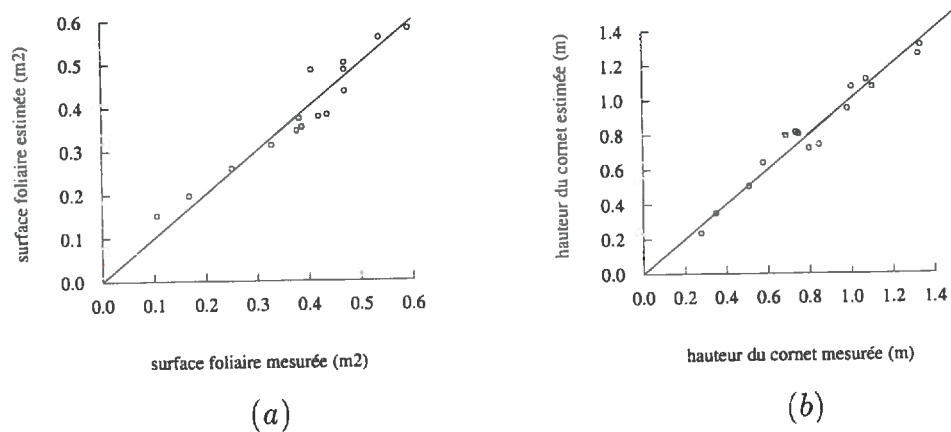 surface foliaire estimée (m2)
0.6
0.5
0.4
0.3
0.2
0.1
0.0
0.0 0.1 0.2 0.3 0.4 0.5 0.6
surface foliaire mesurée (m2)
(a)
hauteur du cornet estimée (m)
1.4
1.2
1.0
0.8
0.6
0.4
0.2
0.0
0.0 0.2 0.4 0.6 0.8 1.0 1.2 1.4
hauteur du cornet mesurée (m)
(b)